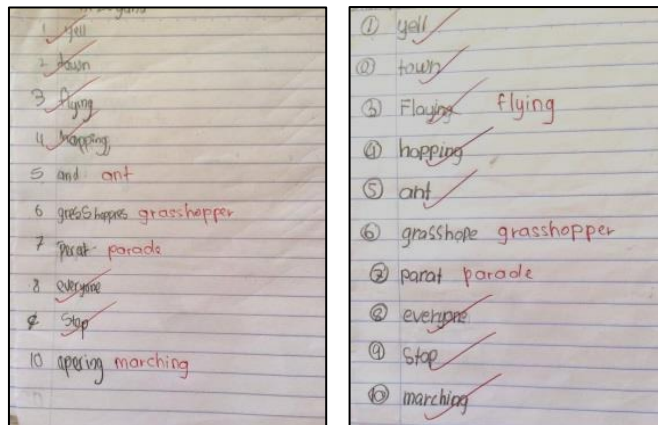 1 yell
2 town
3 flying
4 hopping
5 and ant
6 gresshoppres grasshopper
7 parat parade
8 everyone
9 Stop
10 apering marching
① yell
② town
③ Flaying flying
④ hopping
⑤ ant
⑥ grasshope grasshopper
⑦ parat parade
⑧ everyone
⑨ Stop
⑩ marching